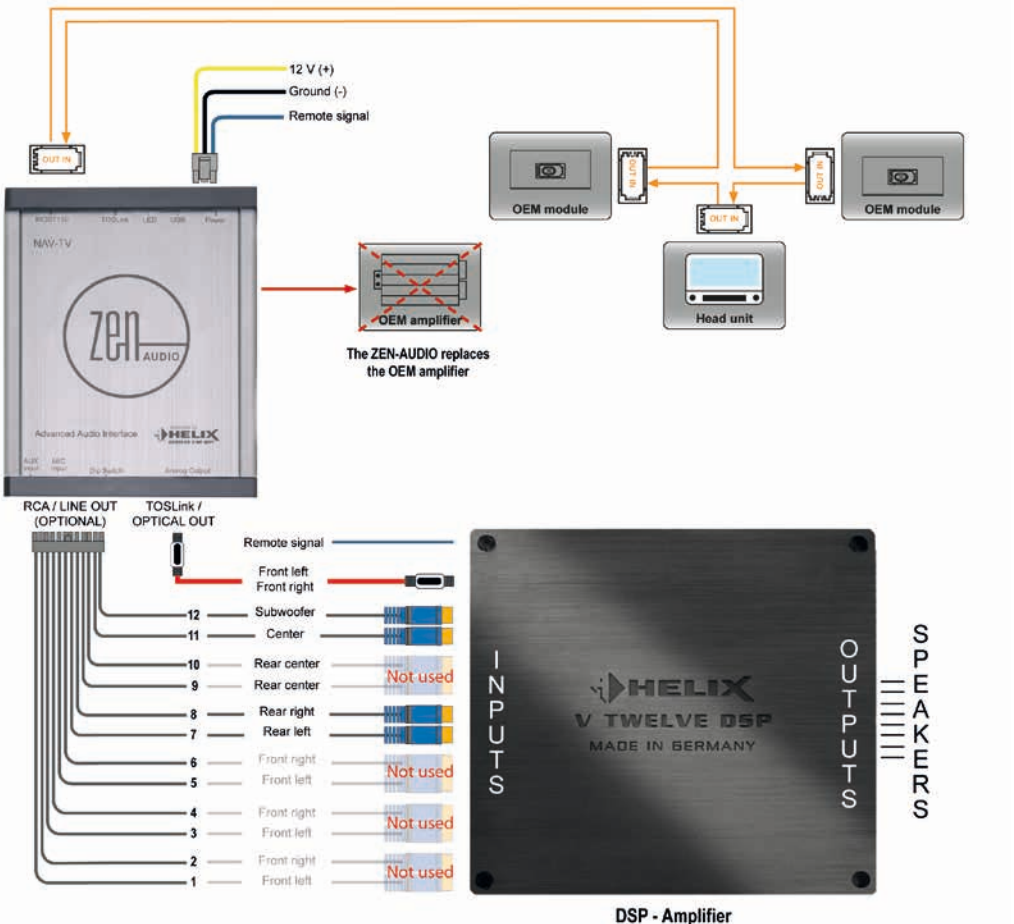 12 V (+)
Ground (-)
Remote signal
OUT IN
OUT IN
OUT IN
OUT IN
OEM module
OEM module
Head unit
MOST150 TOSLink LED USB Power
NAV-TV
zen
AUDIO
Advanced Audio Interface
HELIX
AUX Input
MIC Input
Dip Switch
Analog Output
OEM amplifier
The ZEN-AUDIO replaces
the OEM amplifier
RCA / LINE OUT
(OPTIONAL)
TOSLink /
OPTICAL OUT
Remote signal
Front left
Front right
12 Subwoofer
11 Center
10 Rear center
9 Rear center
Not used
8 Rear right
7 Rear left
6 Front right
5 Front left
Not used
4 Front right
3 Front left
Not used
2 Front right
1 Front left
Not used
INPUTS
HELIX
V TWELVE DSP
MADE IN GERMANY
OUTPUTS
SPEAKERS
DSP - Amplifier